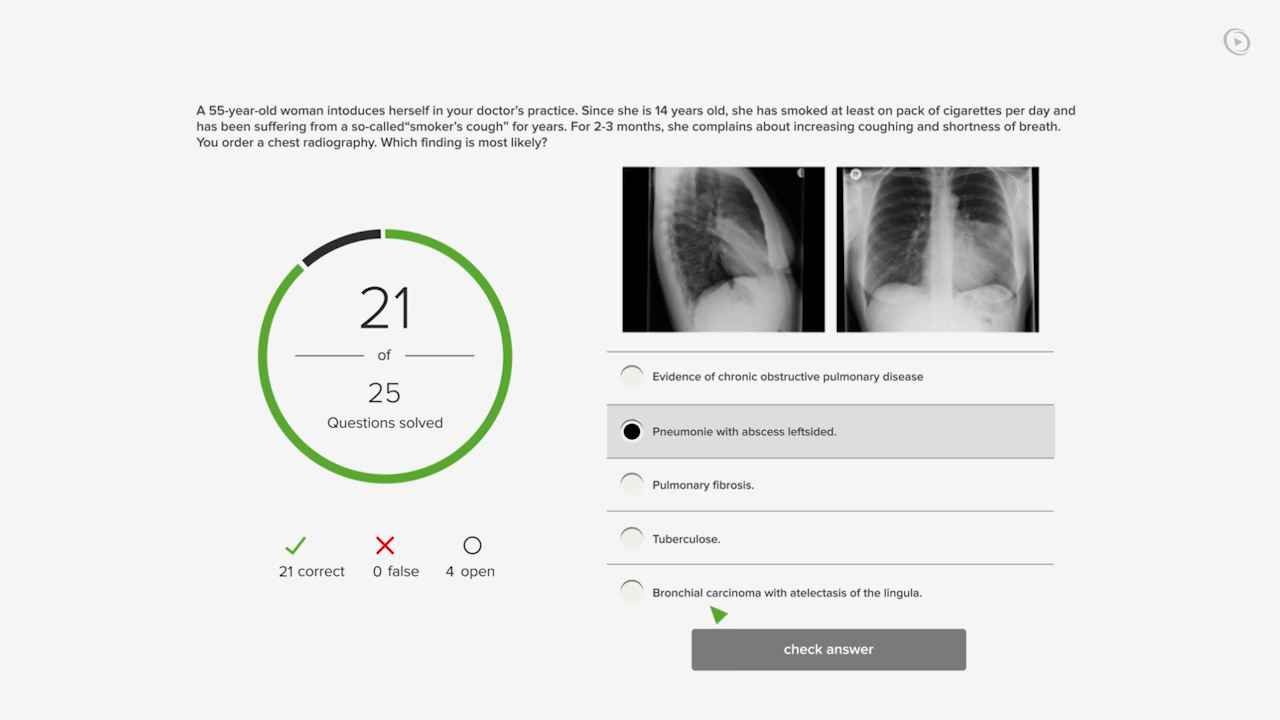 A 55-year-old woman intoduces herself in your doctor's practice. Since she is 14 years old, she has smoked at least on pack of cigarettes per day and
has been suffering from a so-called“smoker's cough” for years. For 2-3 months, she complains about increasing coughing and shortness of breath.
You order a chest radiography. Which finding is most likely?
21
of
25
Questions solved
21 correct
0 false
4 open
Evidence of chronic obstructive pulmonary disease
Pneumonie with abscess leftsided.
Pulmonary fibrosis.
Tuberculose.
Bronchial carcinoma with atelectasis of the lingula.
check answer